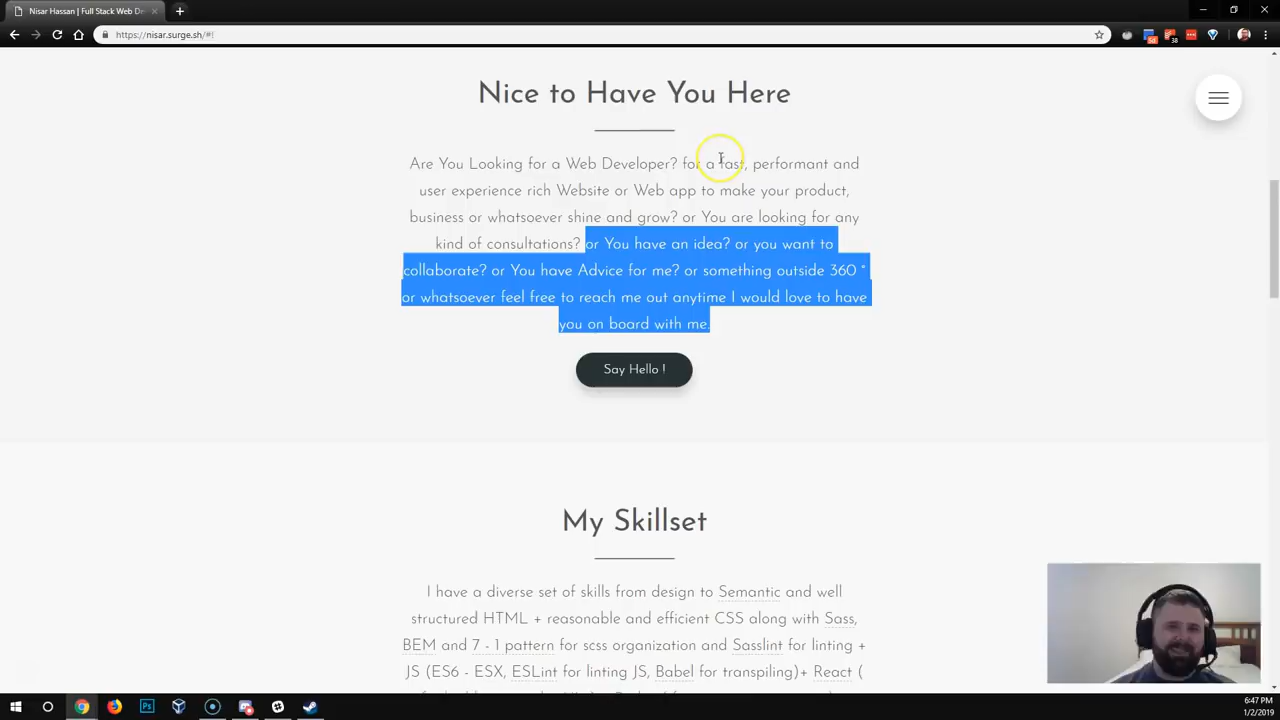 Nisar Hassan | Full Stack Web De
https://nisar.surge.sh/#!
Nice to Have You Here
Are You Looking for a Web Developer? for a fast, performant and
user experience rich Website or Web app to make your product,
business or whatsoever shine and grow? or You are looking for any
kind of consultations? or You have an idea? or you want to
collaborate? or You have Advice for me? or something outside 360 °
or whatsoever feel free to reach me out anytime I would love to have
you on board with me.
Say Hello !
My Skillset
I have a diverse set of skills from design to Semantic and well
structured HTML + reasonable and efficient CSS along with Sass,
BEM and 7 - 1 pattern for scss organization and Sasslint for linting +
JS (ES6 - ESX, ESLint for linting JS, Babel for transpiling)+ React (
6:47 PM
1/2/2019